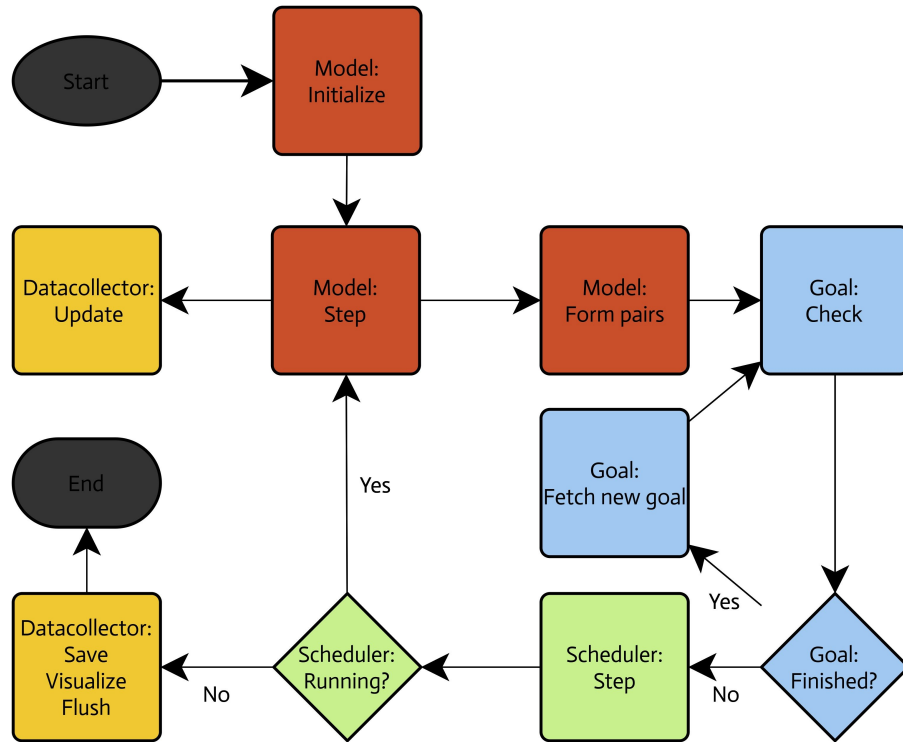 Start
Model:
Initialize
Datacollector:
Update
Model:
Step
Model:
Form pairs
Goal:
Check
End
Yes
Goal:
Fetch new goal
Yes
Datacollector:
Save
Visualize
Flush
No
Scheduler:
Running?
Scheduler:
Step
No
Goal:
Finished?